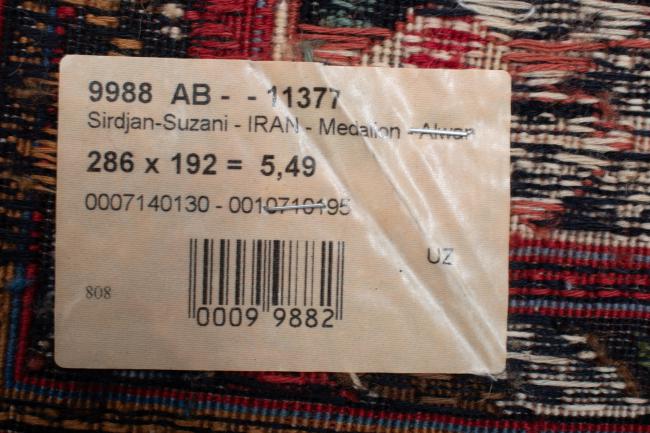 9988 AB - - 11377
Sirdjan-Suzani - IRAN - Medalion - Alwan
286 x 192 = 5,49
0007140130 - 0010710195
UZ
808
0009 9882